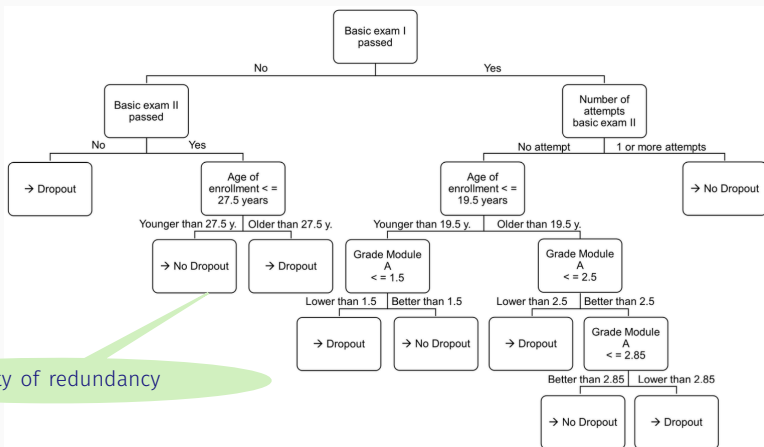 Basic exam I
passed
No
Yes
Basic exam II
passed
Number of
attempts
basic exam II
No
Yes
No attempt
1 or more attempts
→ Dropout
Age of
enrollment < =
27.5 years
Age of
enrollment < =
19.5 years
→ No Dropout
Younger than 27.5 y.
Older than 27.5 y.
Younger than 19.5 y.
Older than 19.5 y.
→ No Dropout
→ Dropout
Grade Module
A
< = 1.5
Grade Module
A
< = 2.5
Lower than 1.5
Better than 1.5
Lower than 2.5
Better than 2.5
→ Dropout
→ No Dropout
→ Dropout
Grade Module
A
< = 2.85
of redundancy
Better than 2.85
Lower than 2.85
→ No Dropout
→ Dropout